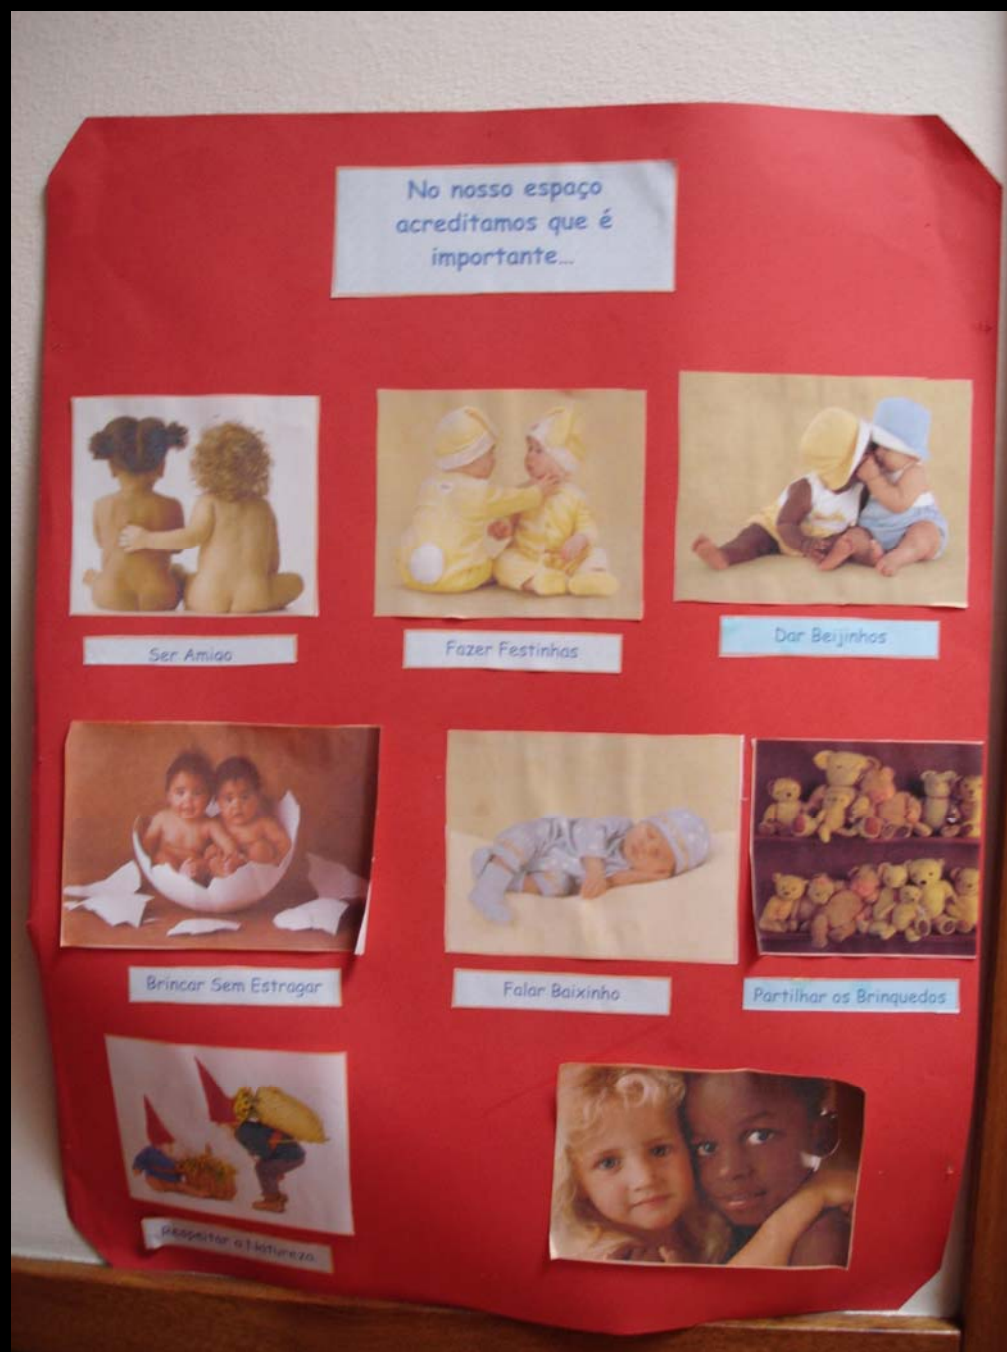 No nosso espaço
acreditamos que é
importante...
Ser Amigo
Fazer Festinhas
Dar Beijinhos
Brincar Sem Estragar
Falar Baixinho
Partilhar os Brinquedos
Respeitar a Natureza